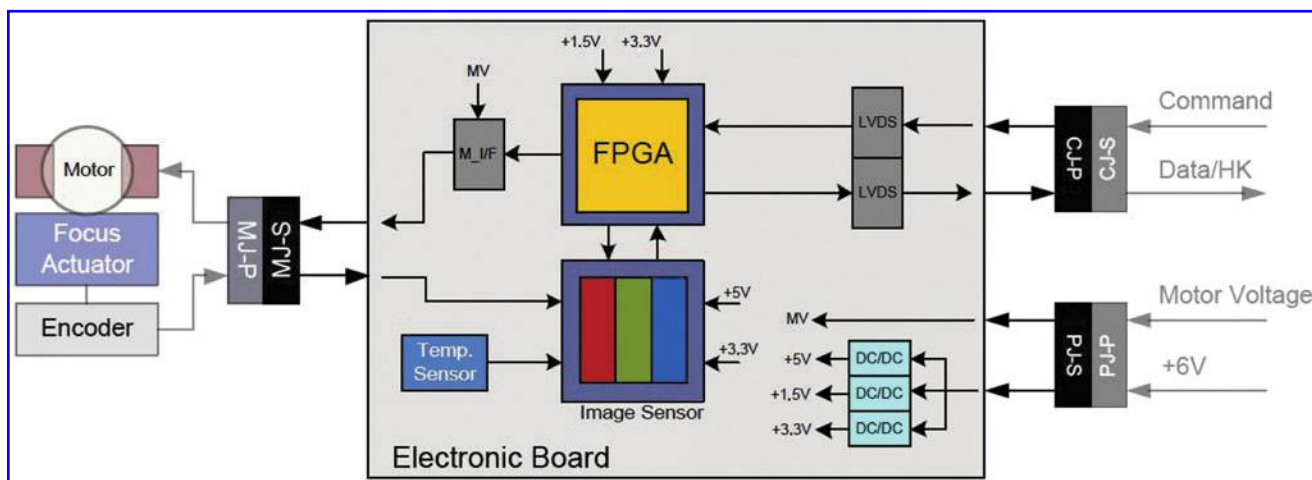 +1.5V
+3.3V
MV
M_I/F
FPGA
LVDS
LVDS
CJ-P
CJ-S
Command
Data/HK
Motor
Focus
Actuator
Encoder
MJ-P
MJ-S
Temp.
Sensor
+5V
+3.3V
Image Sensor
MV
+5V
DC/DC
+1.5V
DC/DC
+3.3V
DC/DC
PJ-S
PJ-P
Motor Voltage
+6V
Electronic Board